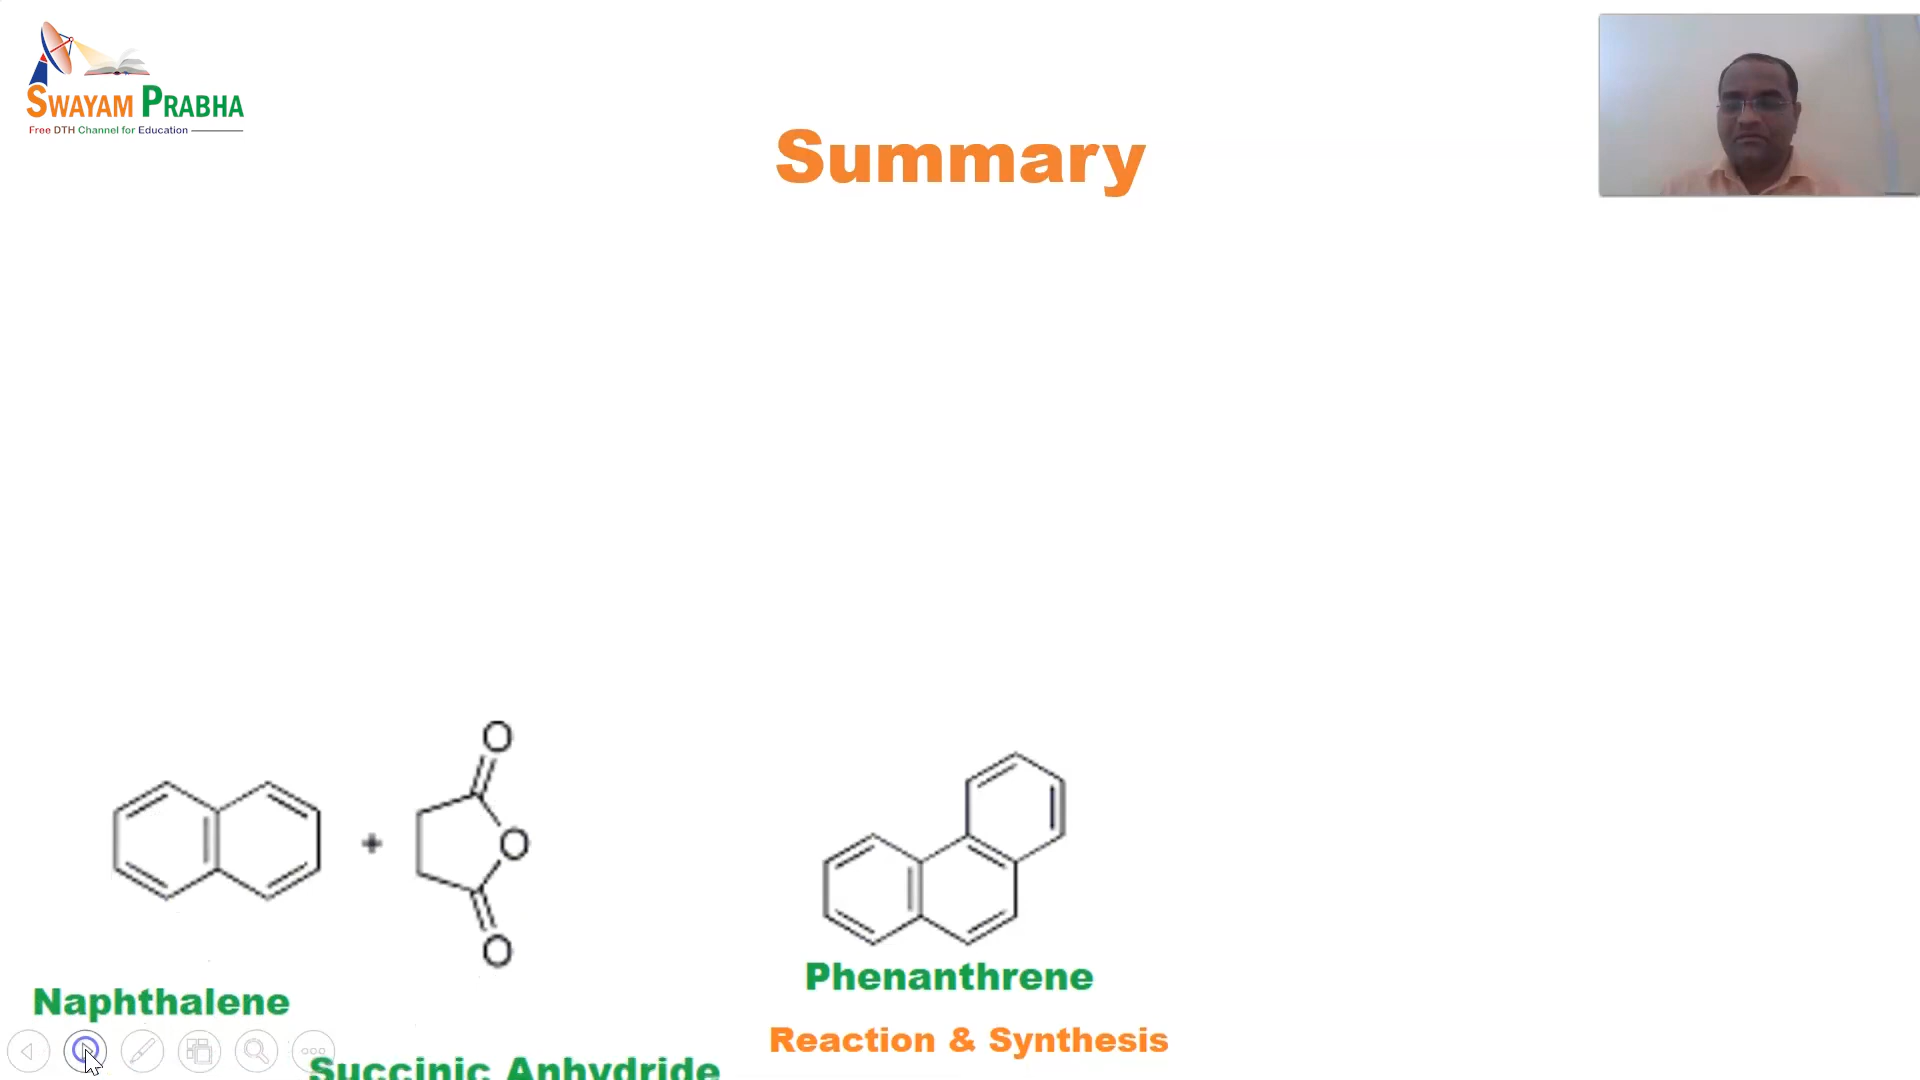 SWAYAM PRABHA
Free DTH Channel for Education
Summary
O
+
O
O
Phenanthrene
Naphthalene
Reaction & Synthesis
Succinic Anhydride